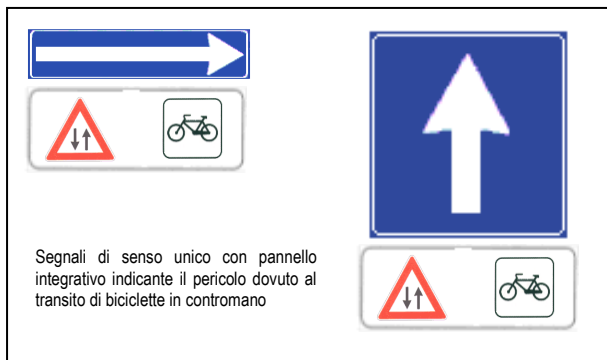 Segnali di senso unico con pannello
integrativo indicante il pericolo dovuto al
transito di biciclette in contromano